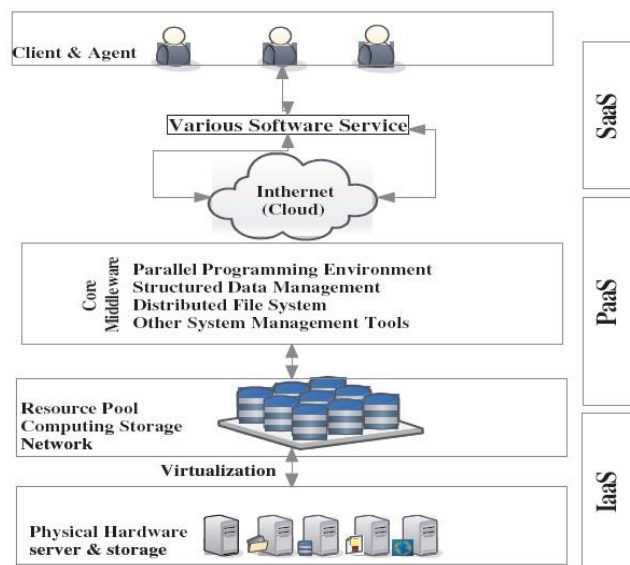 Client & Agent
Various Software Service
Inthernet
(Cloud)
Core
Middleware
Parallel Programming Environment
Structured Data Management
Distributed File System
Other System Management Tools
Resource Pool
Computing Storage
Network
Virtualization
Physical Hardware
server & storage
SaaS
PaaS
IaaS